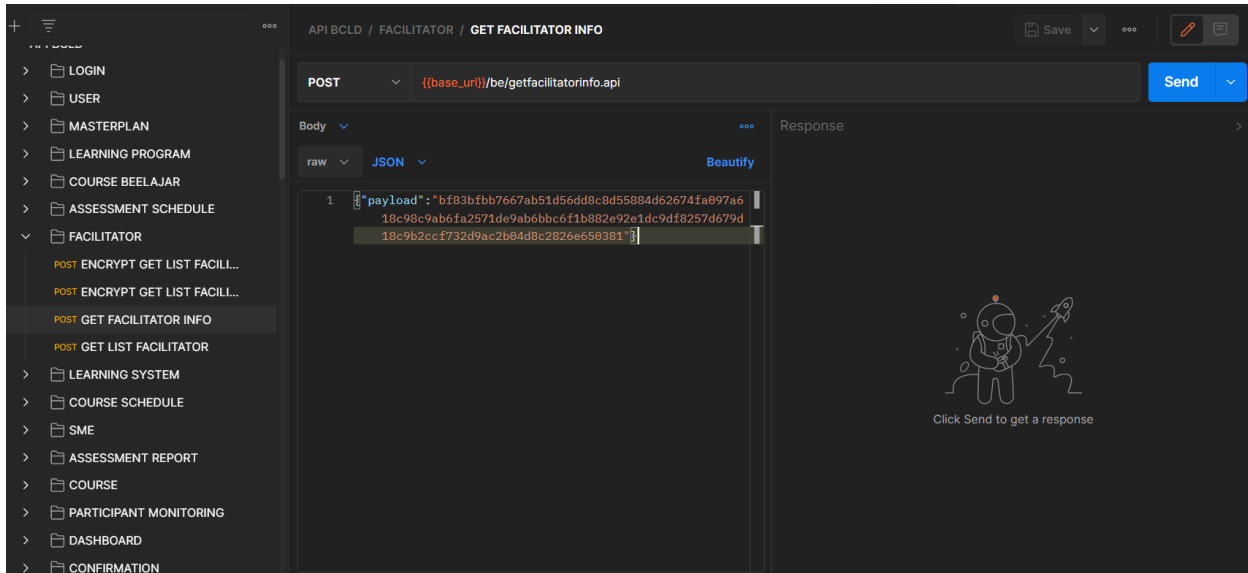 API BCLD / FACILITATOR / GET FACILITATOR INFO
Save
LOGIN
USER
MASTERPLAN
LEARNING PROGRAM
COURSE BEELAJAR
ASSESSMENT SCHEDULE
FACILITATOR
POST ENCRYPT GET LIST FACILI...
POST ENCRYPT GET LIST FACILI...
POST GET FACILITATOR INFO
POST GET LIST FACILITATOR
LEARNING SYSTEM
COURSE SCHEDULE
SME
ASSESSMENT REPORT
COURSE
PARTICIPANT MONITORING
DASHBOARD
CONFIRMATION
POST {{base_url}}/be/getfacilitatorinfo.api
Send
Body
raw JSON Beautify
1 {"payload":"bf83bfbb7667ab51d56dd8c8d55884d62674fa097a6
18c98c9ab6fa2571de9ab6bbc6f1b882e92e1dc9df8257d679d
18c9b2ccf732d9ac2b04d8c2826e650381"}
Response
Click Send to get a response